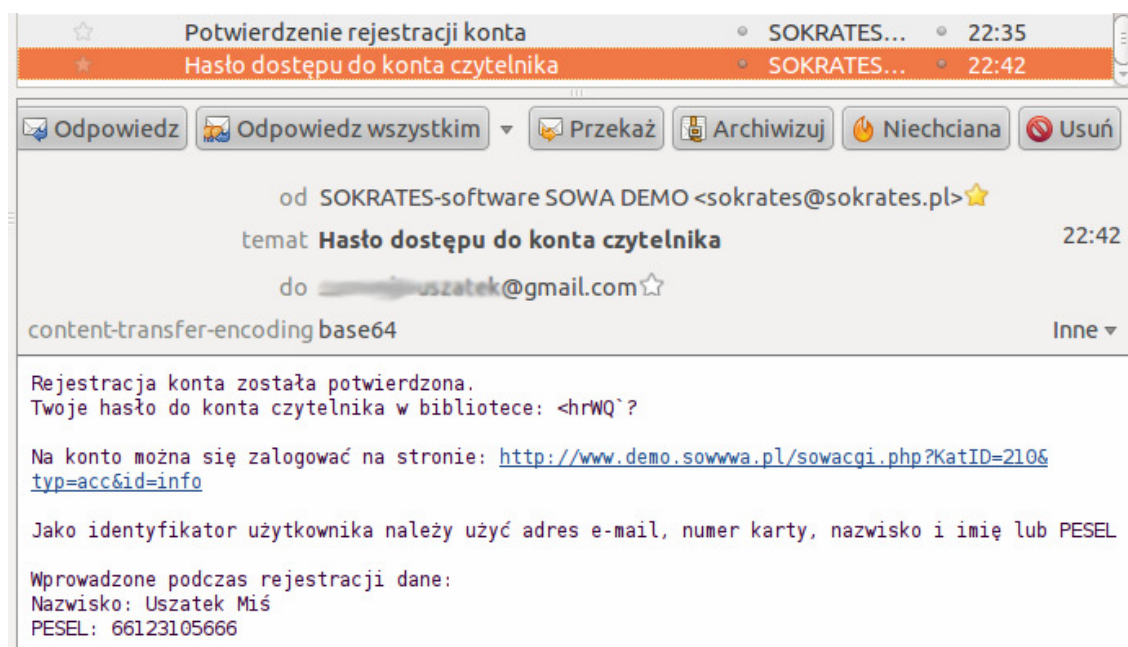 Potwierdzenie rejestracji konta SOKRATES... 22:35
Hasło dostępu do konta czytelnika SOKRATES... 22:42
Odpowiedz Odpowiedz wszystkim Przekaż Archiwizuj Niechciana Usuń
od SOKRATES-software SOWA DEMO <sokrates@sokrates.pl>
temat Hasło dostępu do konta czytelnika 22:42
do uszatek@gmail.com
content-transfer-encoding base64 Inne
Rejestracja konta została potwierdzona.
Twoje hasło do konta czytelnika w bibliotece: <hrWQ`?
Na konto można się zalogować na stronie: http://www.demo.sowwwa.pl/sowacgi.php?KatID=210&
typ=acc&id=info
Jako identyfikator użytkownika należy użyć adres e-mail, numer karty, nazwisko i imię lub PESEL
Wprowadzone podczas rejestracji dane:
Nazwisko: Uszatek Miś
PESEL: 66123105666